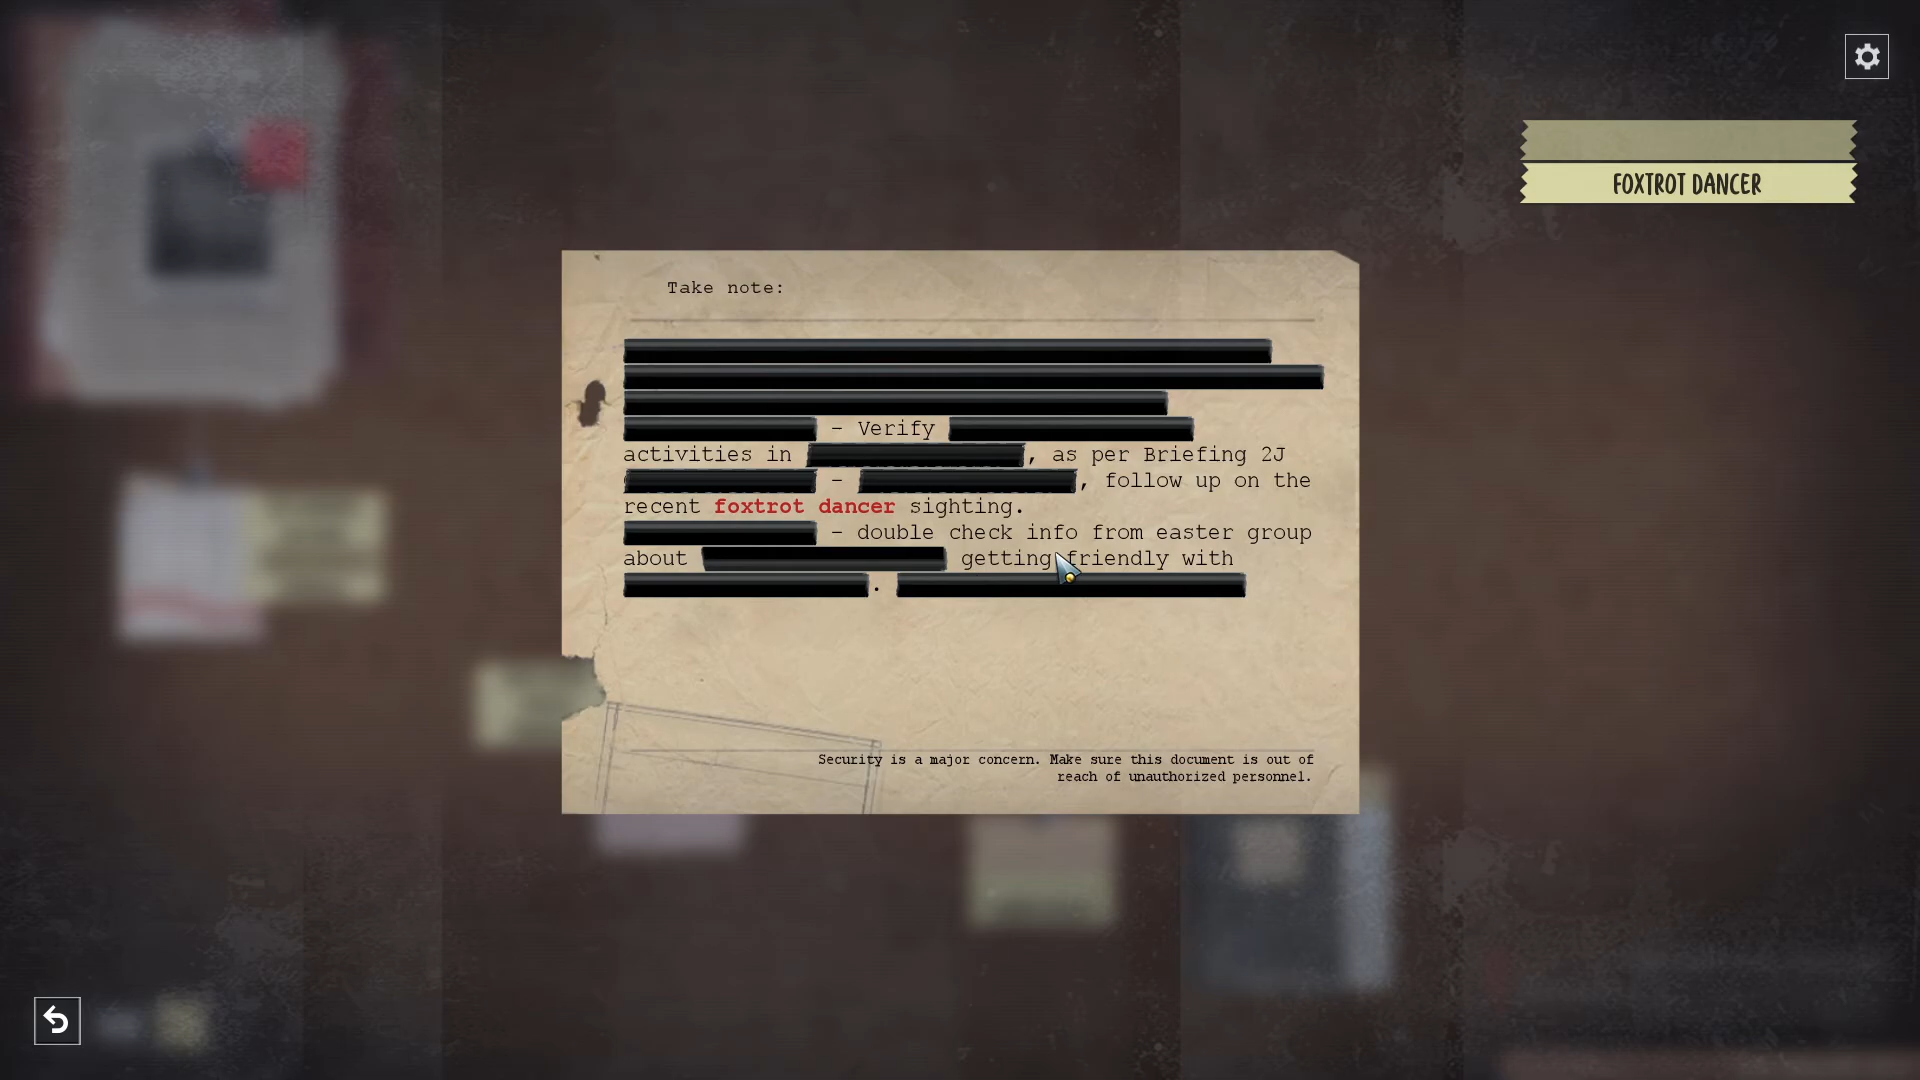 FOXTROT DANCER
Take note:
- Verify
activities in , as per Briefing 2J
- , follow up on the
recent foxtrot dancer sighting.
- double check info from easter group
about getting friendly with
.
Security is a major concern. Make sure this document is out of
reach of unauthorized personnel.